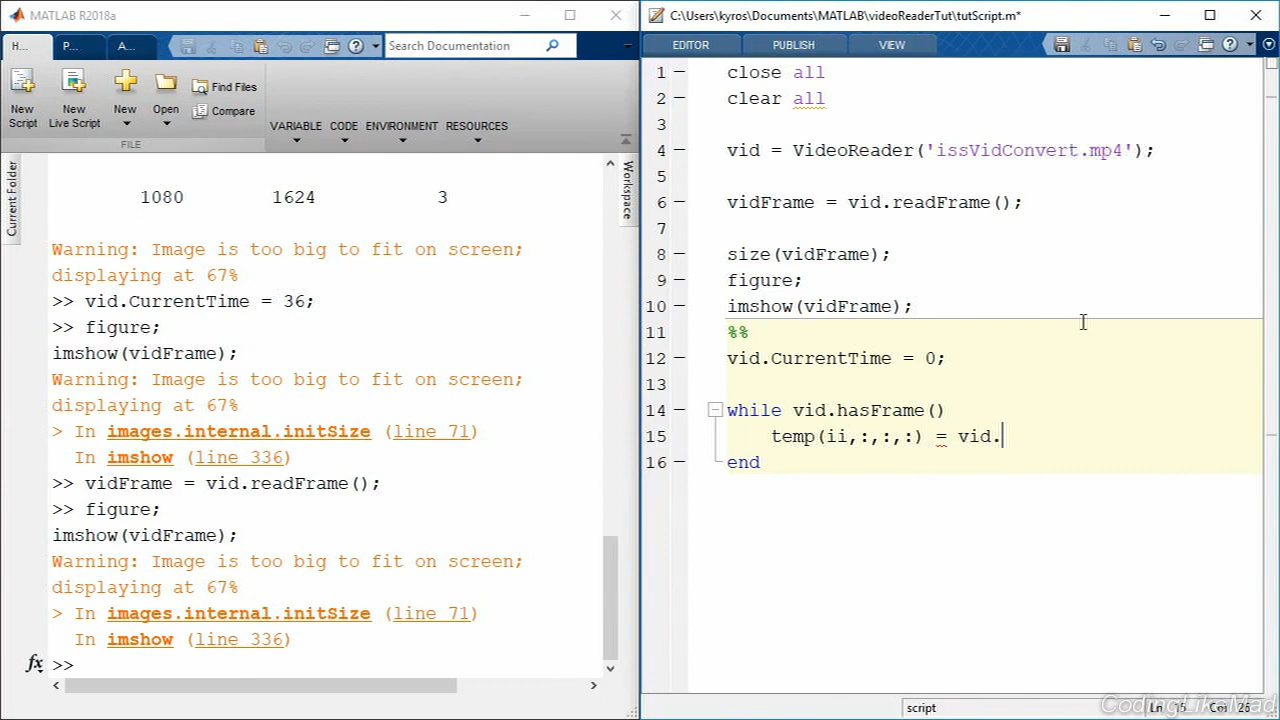 MATLAB R2018a
H... P... A...
Search Documentation
New Script
New Live Script
New
Open
Find Files
Compare
FILE
VARIABLE CODE ENVIRONMENT RESOURCES
Current Folder
Workspace
1080 1624 3
Warning: Image is too big to fit on screen;
displaying at 67%
>> vid.CurrentTime = 36;
>> figure;
imshow(vidFrame);
Warning: Image is too big to fit on screen;
displaying at 67%
> In images.internal.initSize (line 71)
In imshow (line 336)
>> vidFrame = vid.readFrame();
>> figure;
imshow(vidFrame);
Warning: Image is too big to fit on screen;
displaying at 67%
> In images.internal.initSize (line 71)
In imshow (line 336)
fx >>
C:\Users\kyros\Documents\MATLAB\videoReaderTut\tutScript.m*
EDITOR PUBLISH VIEW
1 close all
2 clear all
3
4 vid = VideoReader('issVidConvert.mp4');
5
6 vidFrame = vid.readFrame();
7
8 size(vidFrame);
9 figure;
10 imshow(vidFrame);
11 %%
12 vid.CurrentTime = 0;
13
14 while vid.hasFrame()
15 temp(ii,:,:,:) = vid.
16 end
script
Ln 15 Col 26
CodingLikeMad